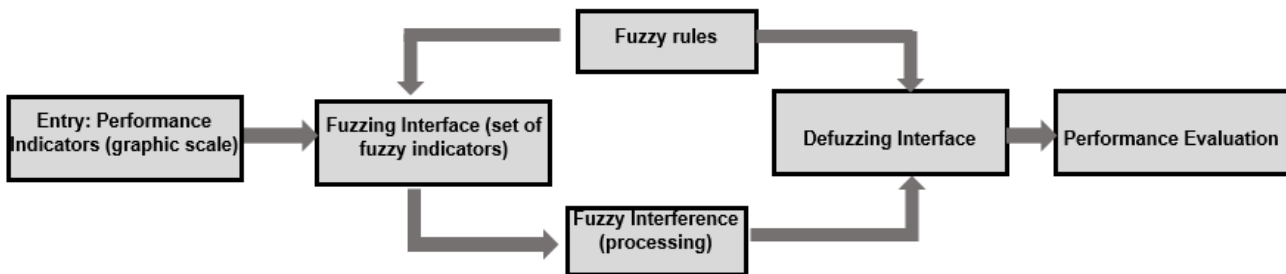 Fuzzy rules
Entry: Performance
Indicators (graphic scale)
Fuzzing Interface (set of
fuzzy indicators)
Defuzzing Interface
Performance Evaluation
Fuzzy Interference
(processing)